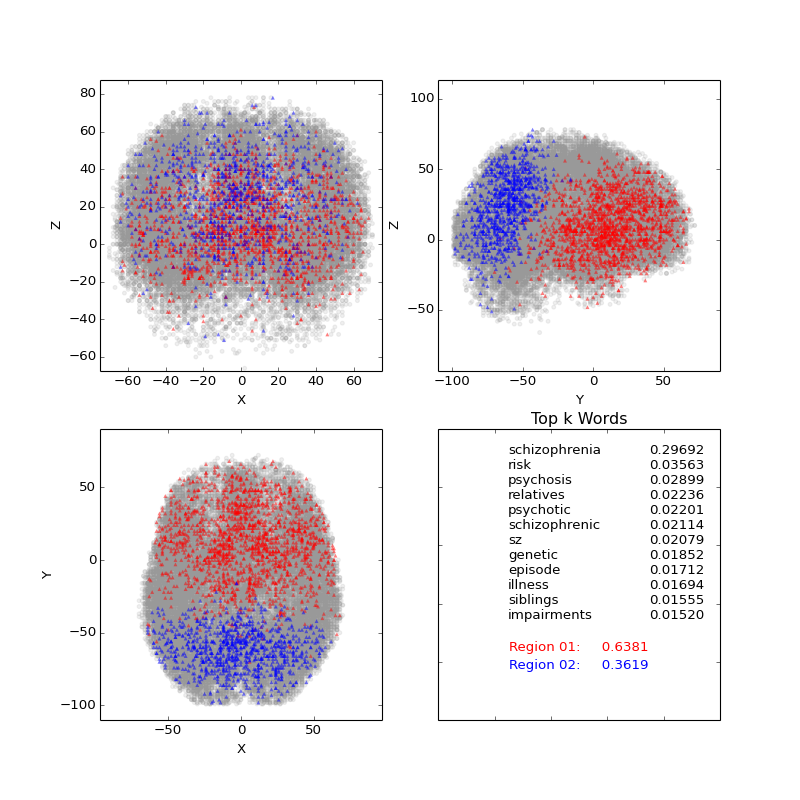 80
60
40
20
0
−20
−40
−60
Z
−60 −40 −20 0 20 40 60
X
100
50
0
−50
Z
−100 −50 0 50
Y
50
0
−50
−100
Y
−50 0 50
X
Top k Words
schizophrenia 0.29692
risk 0.03563
psychosis 0.02899
relatives 0.02236
psychotic 0.02201
schizophrenic 0.02114
sz 0.02079
genetic 0.01852
episode 0.01712
illness 0.01694
siblings 0.01555
impairments 0.01520
Region 01: 0.6381
Region 02: 0.3619